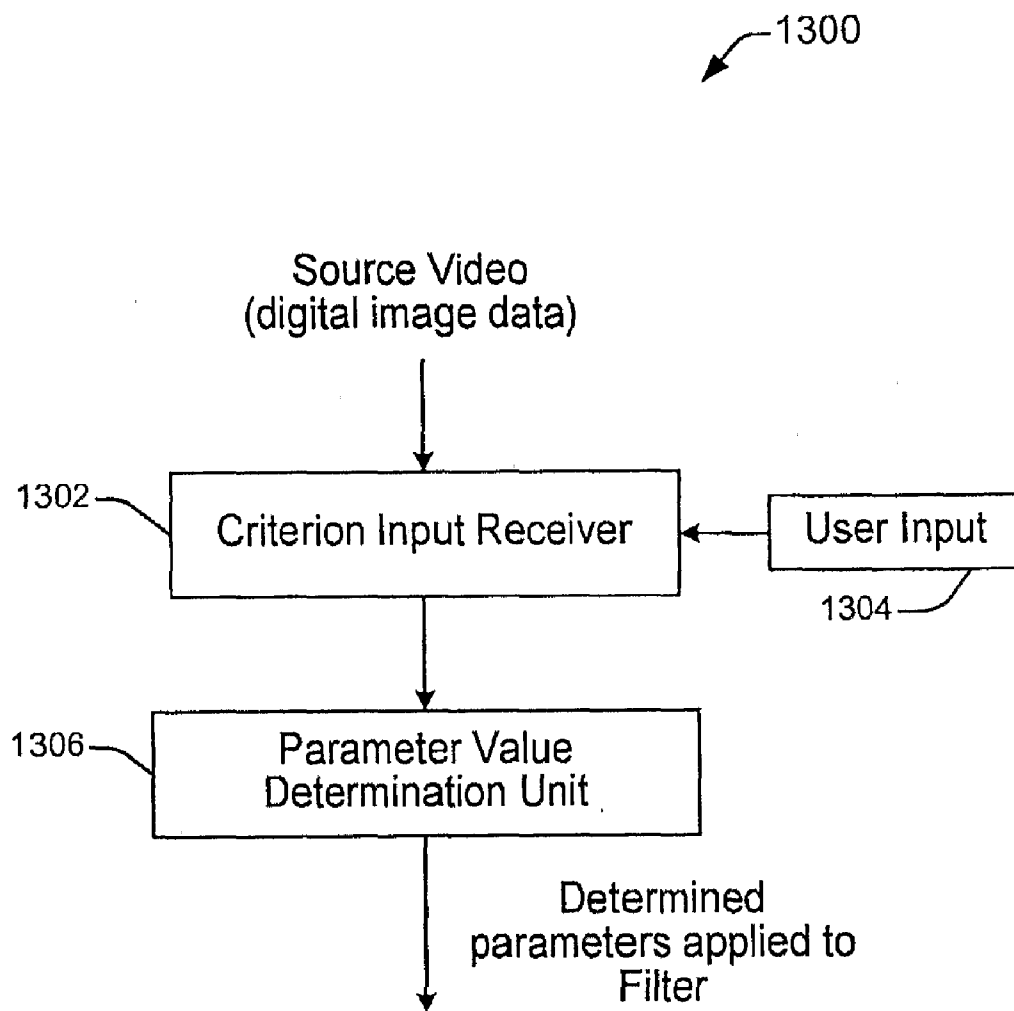 1300
Source Video
(digital image data)
1302
Criterion Input Receiver
User Input
1304
1306
Parameter Value
Determination Unit
Determined
parameters applied to
Filter